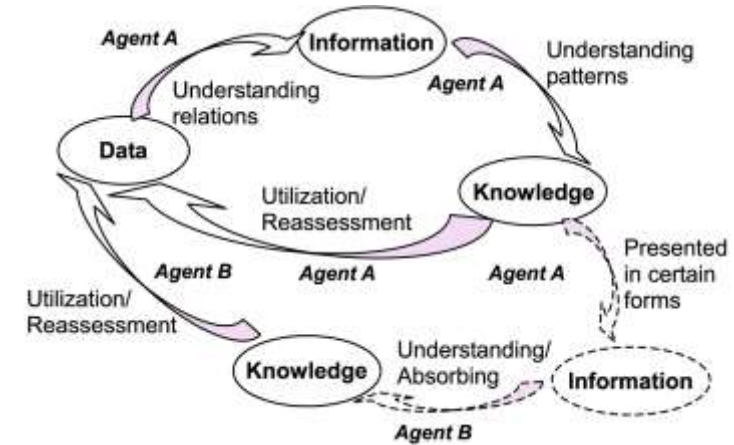 Agent A
Information
Understanding
patterns
Agent A
Understanding
relations
Data
Knowledge
Utilization/
Reassessment
Presented
in certain
forms
Agent B
Agent A
Agent A
Utilization/
Reassessment
Understanding/
Absorbing
Knowledge
Information
Agent B